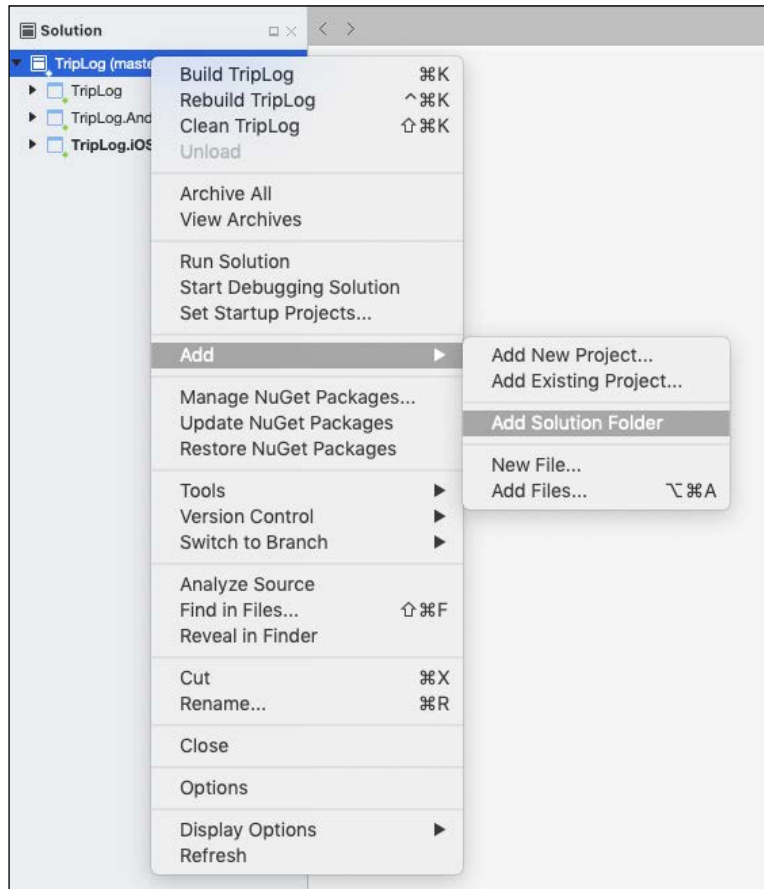 Solution
TripLog (maste
TripLog
TripLog.And
TripLog.iOS
Build TripLog ⌘K
Rebuild TripLog ^⌘K
Clean TripLog ⇧⌘K
Unload
Archive All
View Archives
Run Solution
Start Debugging Solution
Set Startup Projects...
Add
Add New Project...
Add Existing Project...
Add Solution Folder
New File...
Add Files... ⌥⌘A
Manage NuGet Packages...
Update NuGet Packages
Restore NuGet Packages
Tools
Version Control
Switch to Branch
Analyze Source
Find in Files... ⇧⌘F
Reveal in Finder
Cut ⌘X
Rename... ⌘R
Close
Options
Display Options
Refresh